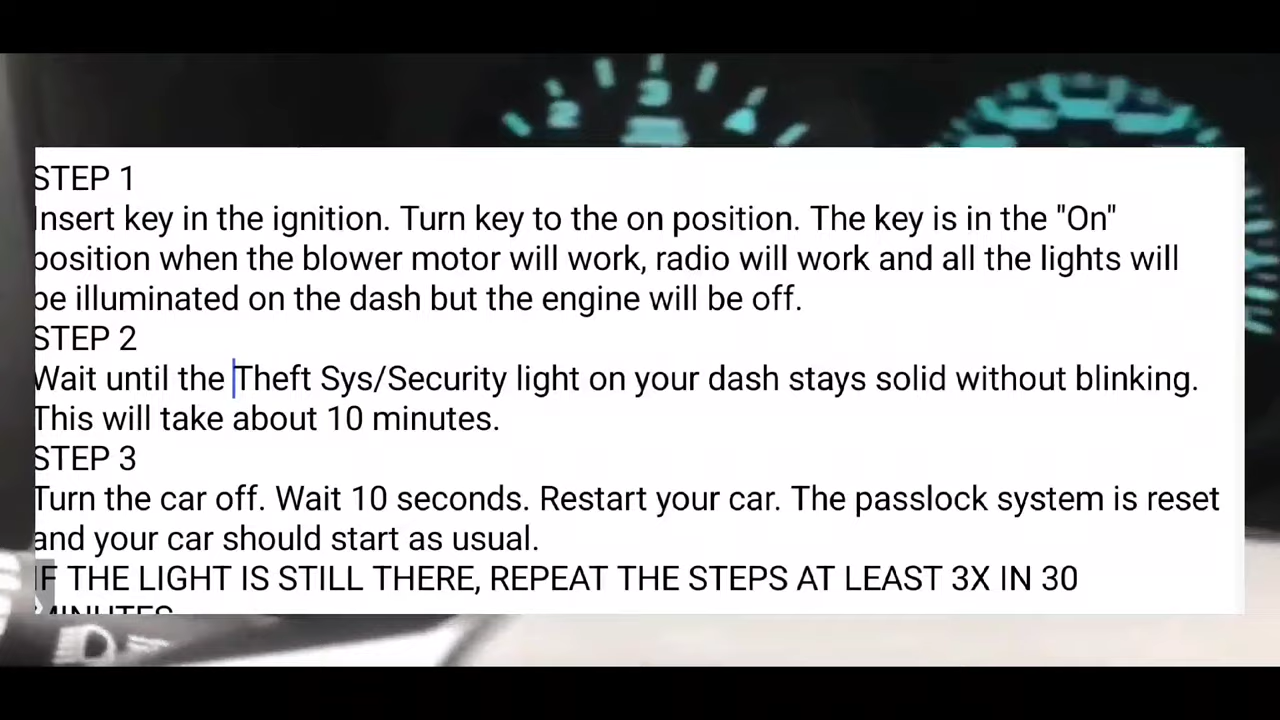 2
3
4
STEP 1
Insert key in the ignition. Turn key to the on position. The key is in the "On"
position when the blower motor will work, radio will work and all the lights will
be illuminated on the dash but the engine will be off.
STEP 2
Wait until the Theft Sys/Security light on your dash stays solid without blinking.
This will take about 10 minutes.
STEP 3
Turn the car off. Wait 10 seconds. Restart your car. The passlock system is reset
and your car should start as usual.
IF THE LIGHT IS STILL THERE, REPEAT THE STEPS AT LEAST 3X IN 30
MINUTES